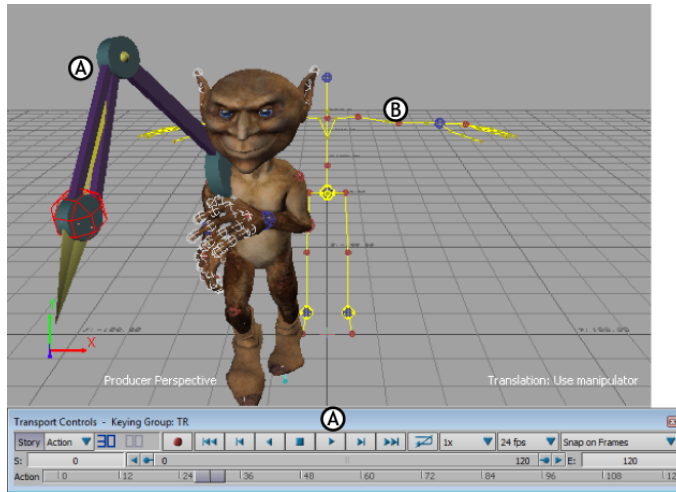 A
B
Y
X
Producer Perspective
Translation: Use manipulator
A
Transport Controls - Keying Group: TR
Story Action 1x 24 fps Snap on Frames
S: 0 0 120 E: 120
Action 0 12 24 36 48 60 72 84 96 108 12